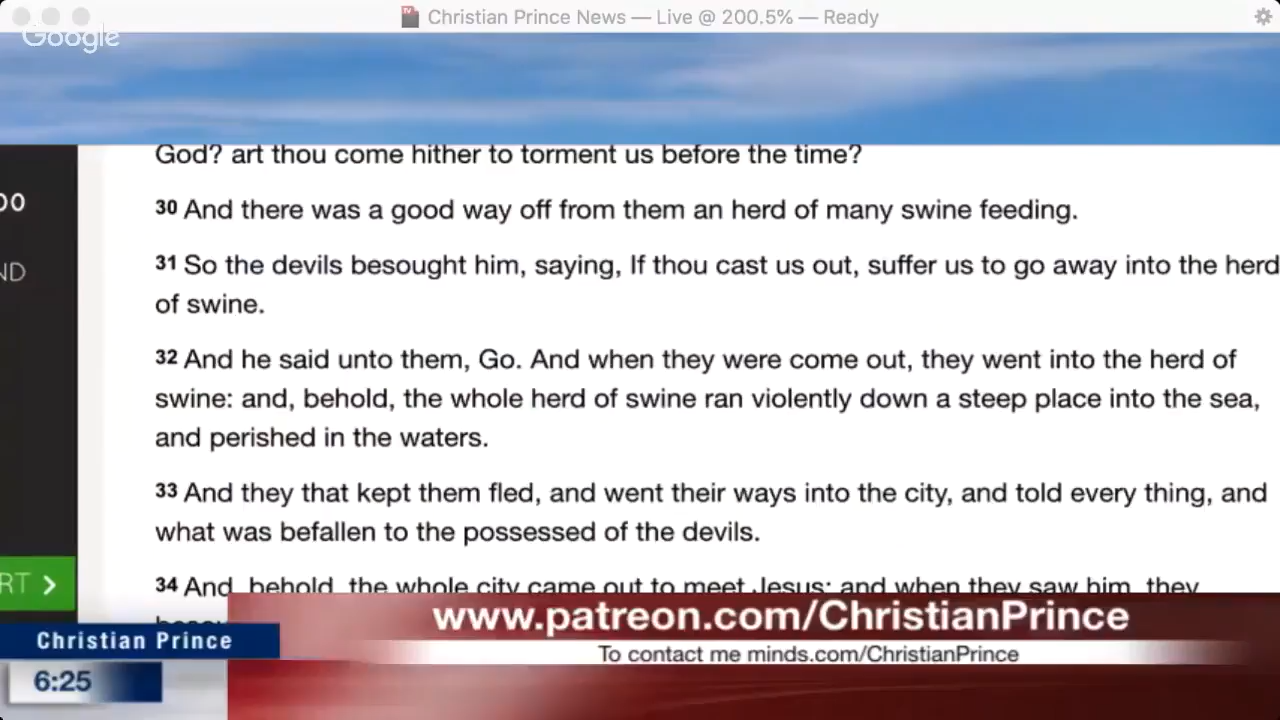 Christian Prince News — Live @ 200.5% — Ready
Google
God? art thou come hither to torment us before the time?
00
30 And there was a good way off from them an herd of many swine feeding.
ND
31 So the devils besought him, saying, If thou cast us out, suffer us to go away into the herd
of swine.
32 And he said unto them, Go. And when they were come out, they went into the herd of
swine: and, behold, the whole herd of swine ran violently down a steep place into the sea,
and perished in the waters.
33 And they that kept them fled, and went their ways into the city, and told every thing, and
what was befallen to the possessed of the devils.
RT
34 And, behold, the whole city came out to meet Jesus: and when they saw him, they
www.patreon.com/ChristianPrince
Christian Prince
To contact me minds.com/ChristianPrince
6:25